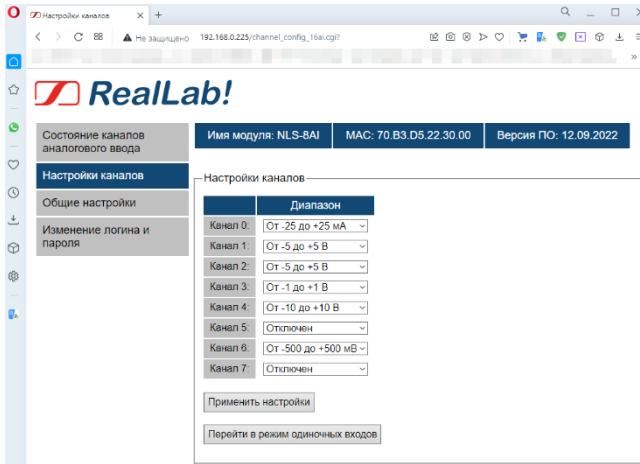 Настройки каналов
Не защищено 192.168.0.225/channel_config_16ai.cgi?
RealLab!
Состояние каналов
аналогового ввода
Настройки каналов
Общие настройки
Изменение логина и
пароля
Имя модуля: NLS-8AI MAC: 70.B3.D5.22.30.00 Версия ПО: 12.09.2022
Настройки каналов
Диапазон
Канал 0: От -25 до +25 мА
Канал 1: От -5 до +5 В
Канал 2: От -5 до +5 В
Канал 3: От -1 до +1 В
Канал 4: От -10 до +10 В
Канал 5: Отключен
Канал 6: От -500 до +500 мВ
Канал 7: Отключен
Применить настройки
Перейти в режим одиночных входов